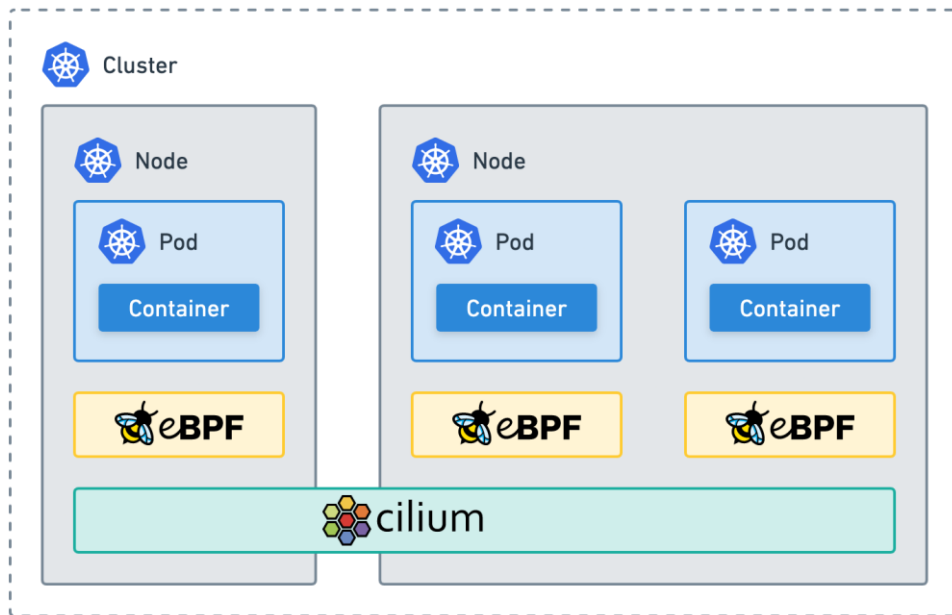 Cluster
Node
Node
Pod
Pod
Pod
Container
Container
Container
eBPF
eBPF
eBPF
cilium